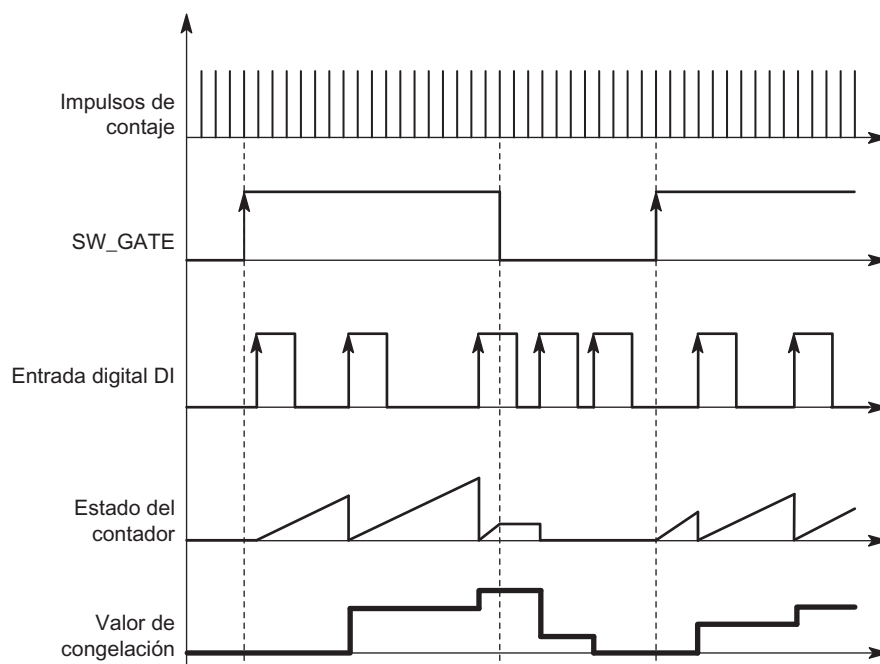 Impulsos de
contaje
SW_GATE
Entrada digital DI
Estado del
contador
Valor de
congelación